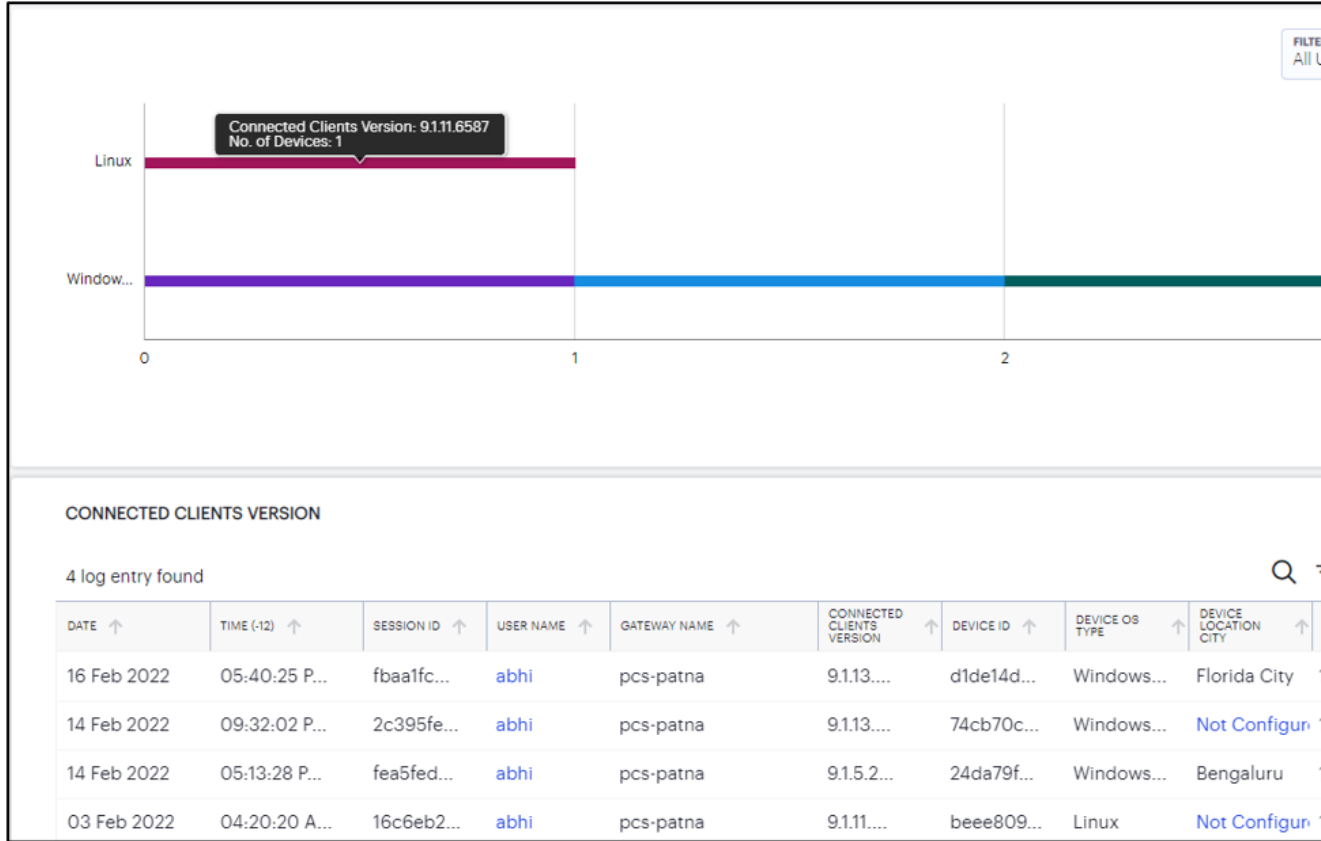 FILTE
All U
Connected Clients Version: 9.1.11.6587
No. of Devices: 1
Linux
Window...
0 1 2
CONNECTED CLIENTS VERSION
4 log entry found
DATE TIME (-12) SESSION ID USER NAME GATEWAY NAME CONNECTED CLIENTS VERSION DEVICE ID DEVICE OS TYPE DEVICE LOCATION CITY
16 Feb 2022 05:40:25 P... fbaa1fc... abhi pcs-patna 9.1.13.... d1de14d... Windows... Florida City
14 Feb 2022 09:32:02 P... 2c395fe... abhi pcs-patna 9.1.13.... 74cb70c... Windows... Not Configur
14 Feb 2022 05:13:28 P... fea5fed... abhi pcs-patna 9.1.5.2... 24da79f... Windows... Bengaluru
03 Feb 2022 04:20:20 A... 16c6eb2... abhi pcs-patna 9.1.11.... beee809... Linux Not Configur